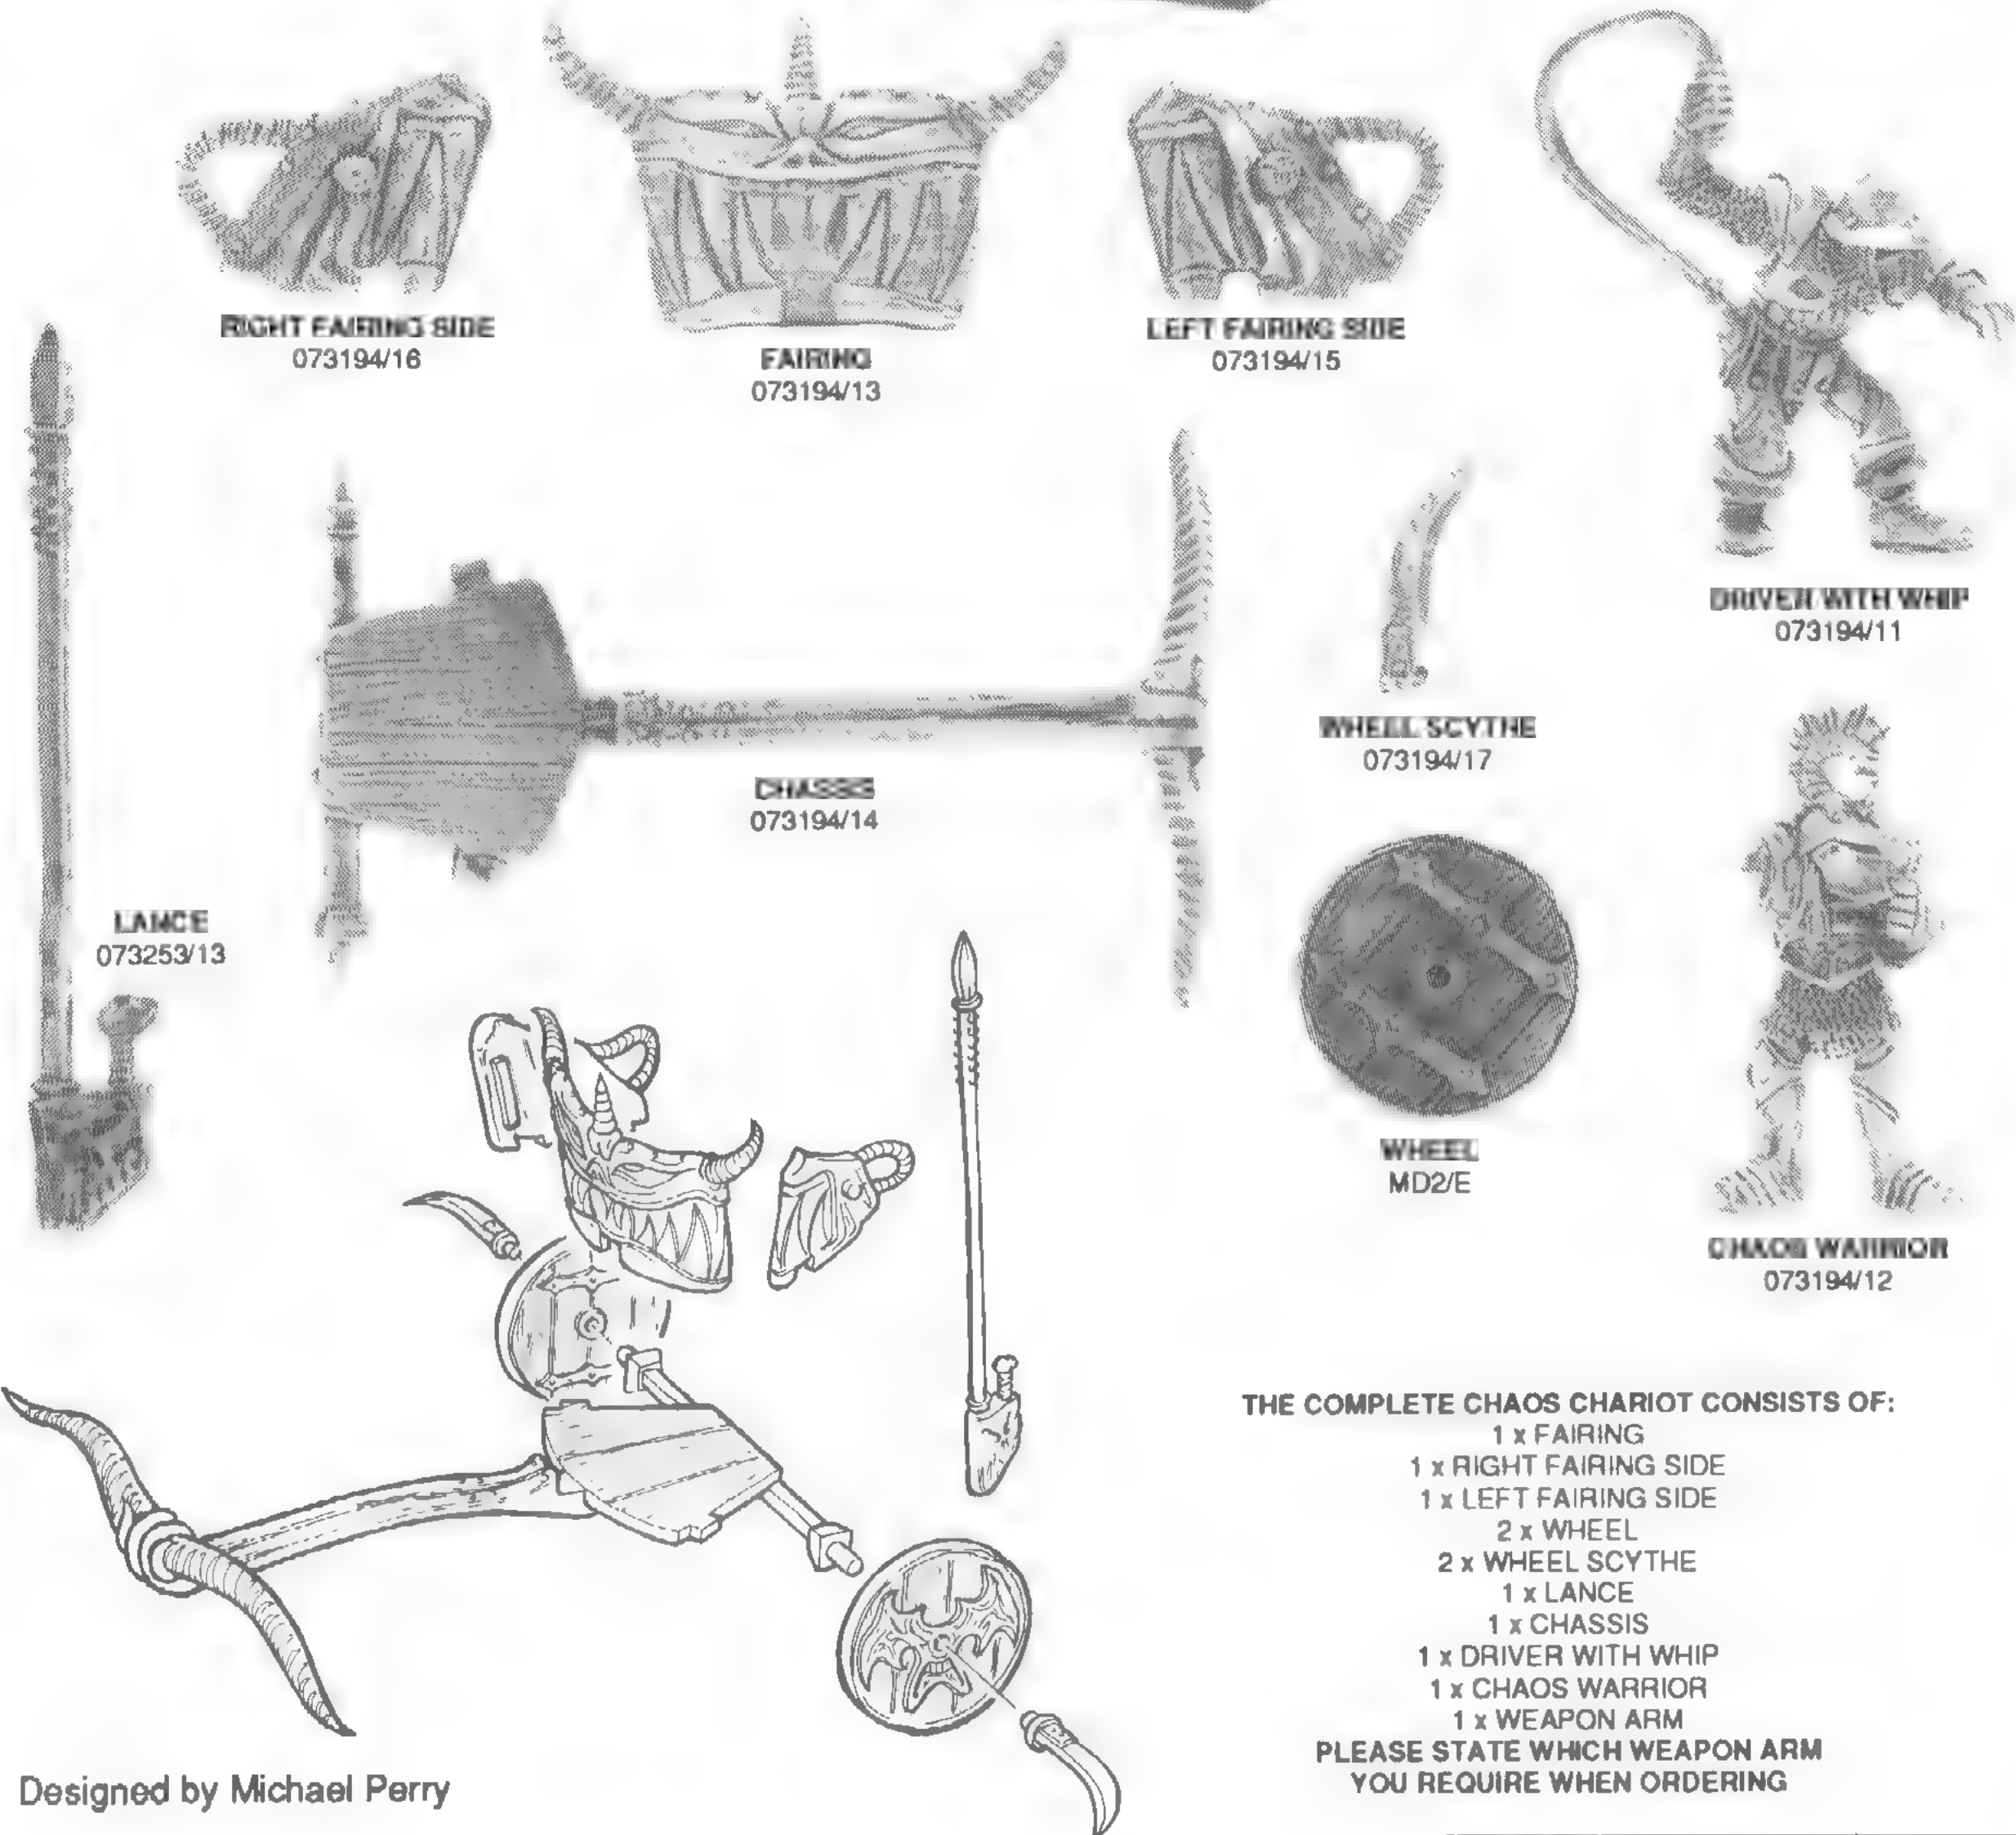 RIGHT FAIRING SIDE
073194/16
FAIRING
073194/13
LEFT FAIRING SIDE
073194/15
DRIVER WITH WHIP
073194/11
WHEEL SCYTHE
073194/17
CHASSIS
073194/14
LANCE
073253/13
WHEEL
MD2/E
CHAOS WARRIOR
073194/12
THE COMPLETE CHAOS CHARIOT CONSISTS OF:
1 x FAIRING
1 x RIGHT FAIRING SIDE
1 x LEFT FAIRING SIDE
2 x WHEEL
2 x WHEEL SCYTHE
1 x LANCE
1 x CHASSIS
1 x DRIVER WITH WHIP
1 x CHAOS WARRIOR
1 x WEAPON ARM
PLEASE STATE WHICH WEAPON ARM
YOU REQUIRE WHEN ORDERING
Designed by Michael Perry